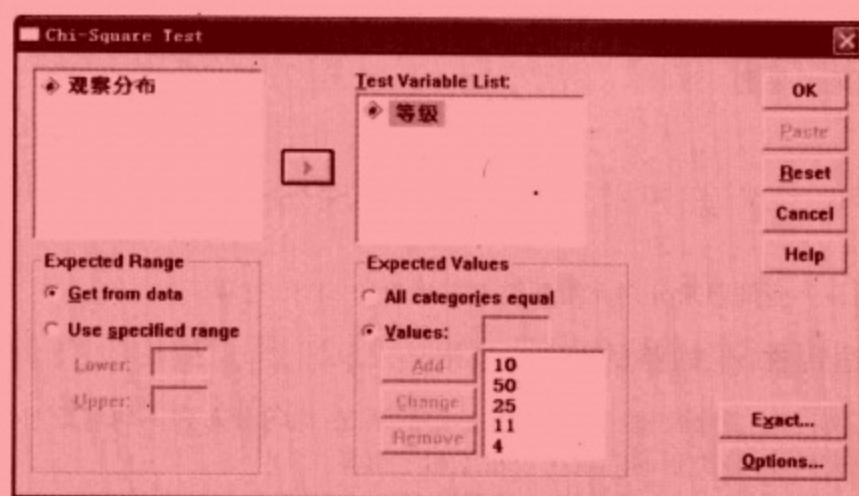 Chi-Square Test
观察分布
Test Variable List:
等级
OK
Paste
Reset
Cancel
Help
Expected Range
Get from data
Use specified range
Lower:
Upper:
Expected Values
All categories equal
Values:
Add
Change
Remove
10
50
25
11
4
Exact...
Options...